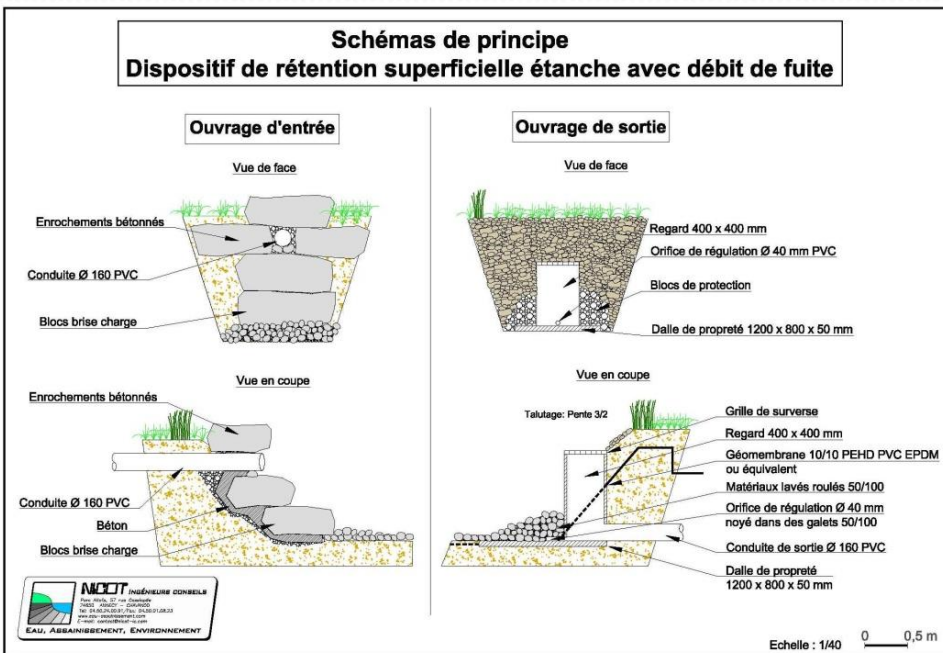 Schémas de principe
Dispositif de rétention superficielle étanche avec débit de fuite
Ouvrage d'entrée
Vue de face
Enrochements bétonnés
Conduite Ø 160 PVC
Blocs brise charge
Vue en coupe
Enrochements bétonnés
Conduite Ø 160 PVC
Béton
Blocs brise charge
Ouvrage de sortie
Vue de face
Regard 400 x 400 mm
Orifice de régulation Ø 40 mm PVC
Blocs de protection
Dalle de propreté 1200 x 800 x 50 mm
Vue en coupe
Talutage: Pente 3/2
Grille de surverse
Regard 400 x 400 mm
Géomembrane 10/10 PEHD PVC EPDM
ou équivalent
Matériaux lavés roulés 50/100
Orifice de régulation Ø 40 mm
noyé dans des galets 50/100
Conduite de sortie Ø 160 PVC
Dalle de propreté
1200 x 800 x 50 mm
NICOT INGÉNIEURS CONSEILS
EAU, ASSAINISSEMENT, ENVIRONNEMENT
Echelle : 1/40
0 0,5 m